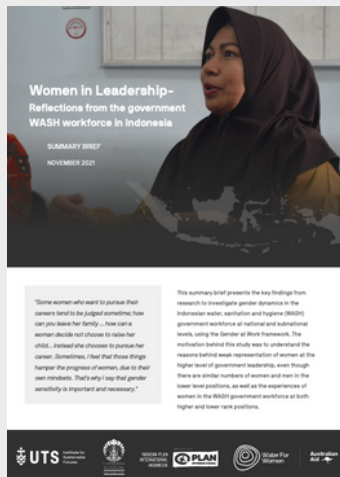 Women in Leadership-
Reflections from the government
WASH workforce in Indonesia
SUMMARY BRIEF
NOVEMBER 2021
"Some women who want to pursue their
careers tend to be judged sometime; how
can you leave her family ... how can a
woman decide not choose to raise her
child... instead she chooses to pursue her
career. Sometimes, I feel that those things
hamper the progress of women, due to their
own mindsets. That's why I say that gender
sensitivity is important and necessary."
This summary brief presents the key findings from
research to investigate gender dynamics in the
Indonesian water, sanitation and hygiene (WASH)
government workforce at national and subnational
levels, using the Gender at Work framework. The
motivation behind this study was to understand the
reasons behind weak representation of women at the
higher level of government leadership, even though
there are similar numbers of women and men in the
lower level positions, as well as the experiences of
women in the WASH government workforce at both
higher and lower rank positions.
UTS
Institute for
Sustainable
Futures
YAYASAN PLAN
INTERNATIONAL
INDONESIA
PLAN
INTERNATIONAL
Water For
Women
Australian
Aid